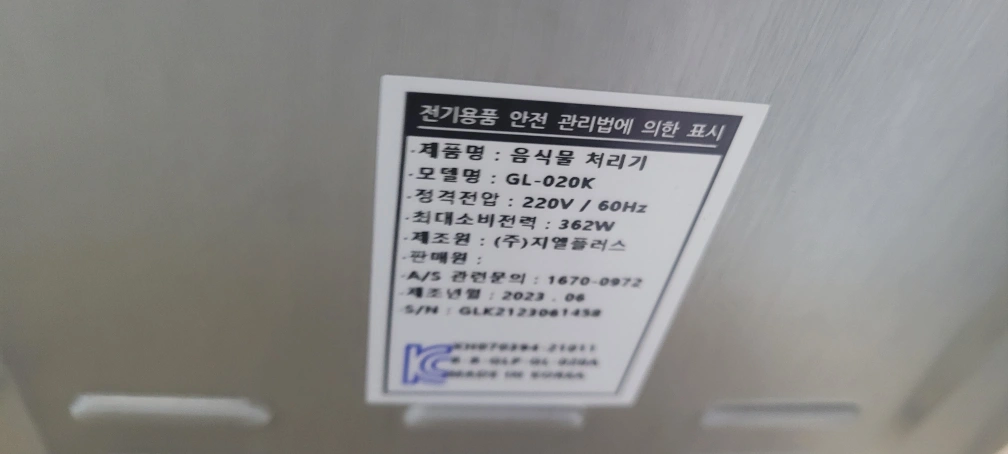 전기용품 안전 관리법에 의한 표시
·제품명 : 음식물 처리기
·모델명 : GL-020K
·정격전압 : 220V / 60Hz
·최대소비전력 : 362W
·제조원 : (주)지엘플러스
·판매원 :
·A/S 관련문의 : 1670-0972
·제조년월 : 2023 . 06
·S/N : GLK2123061458
MADE IN KOREA